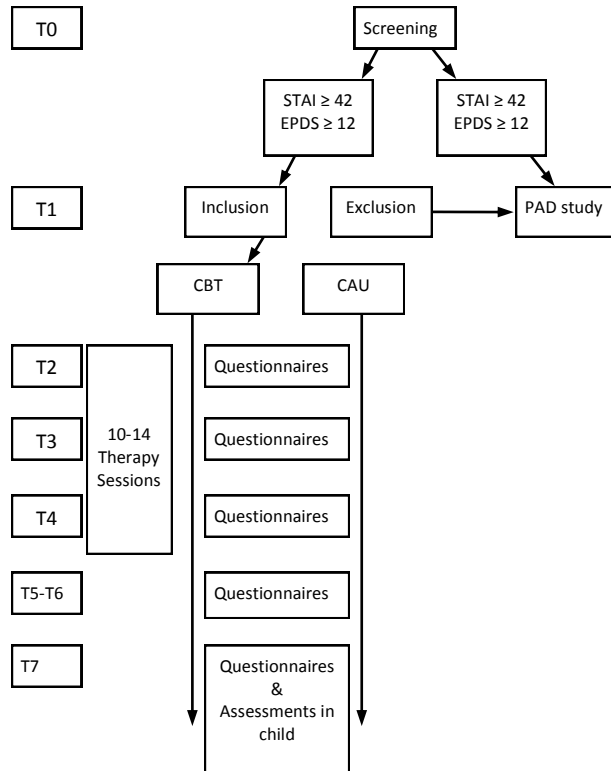 T0
Screening
STAI ≥ 42
EPDS ≥ 12
STAI ≥ 42
EPDS ≥ 12
T1
Inclusion
Exclusion
PAD study
CBT
CAU
T2
Questionnaires
10-14
Therapy
Sessions
T3
Questionnaires
T4
Questionnaires
T5-T6
Questionnaires
T7
Questionnaires
&
Assessments in
child